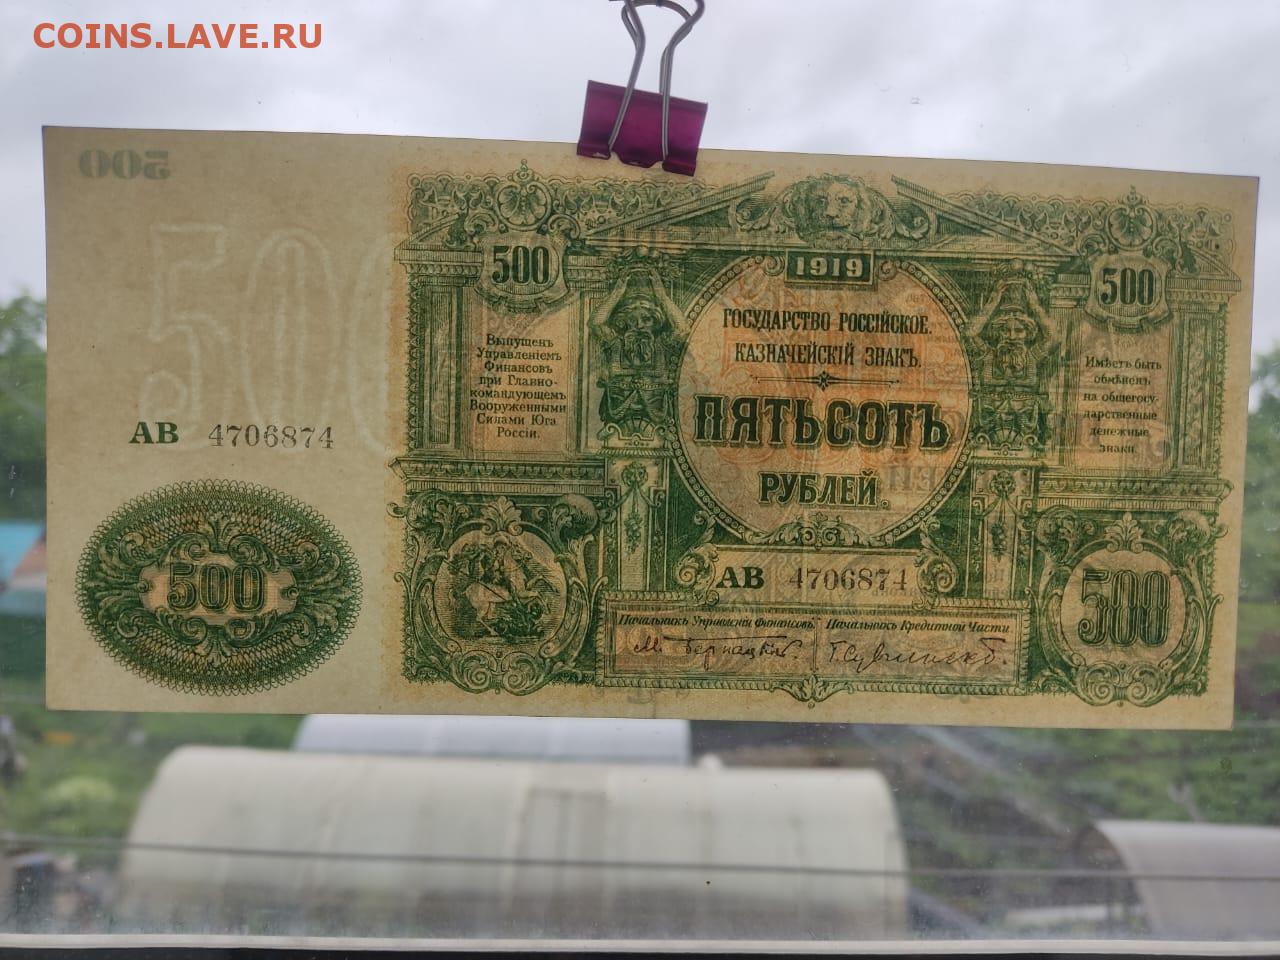 COINS.LAVE.RU
500
500
500
1919
500
ГОСУДАРСТВО РОССІЙСКОЕ.
КАЗНАЧЕЙСКІЙ ЗНАКЪ.
Выпущенъ
Управленіемъ
Финансовъ
при Главно-
командующемъ
Вооруженными
Силами Юга
Россіи.
ПЯТЬСОТЪ
РУБЛЕЙ.
Имѣетъ быть
обмѣненъ
на общегосу-
дарственные
денежные
знаки
АВ 4706874
500
АВ 4706874
500
Начальникъ Управленія Финансовъ.
Начальникъ Кредитной Части
М. Бернацкій.